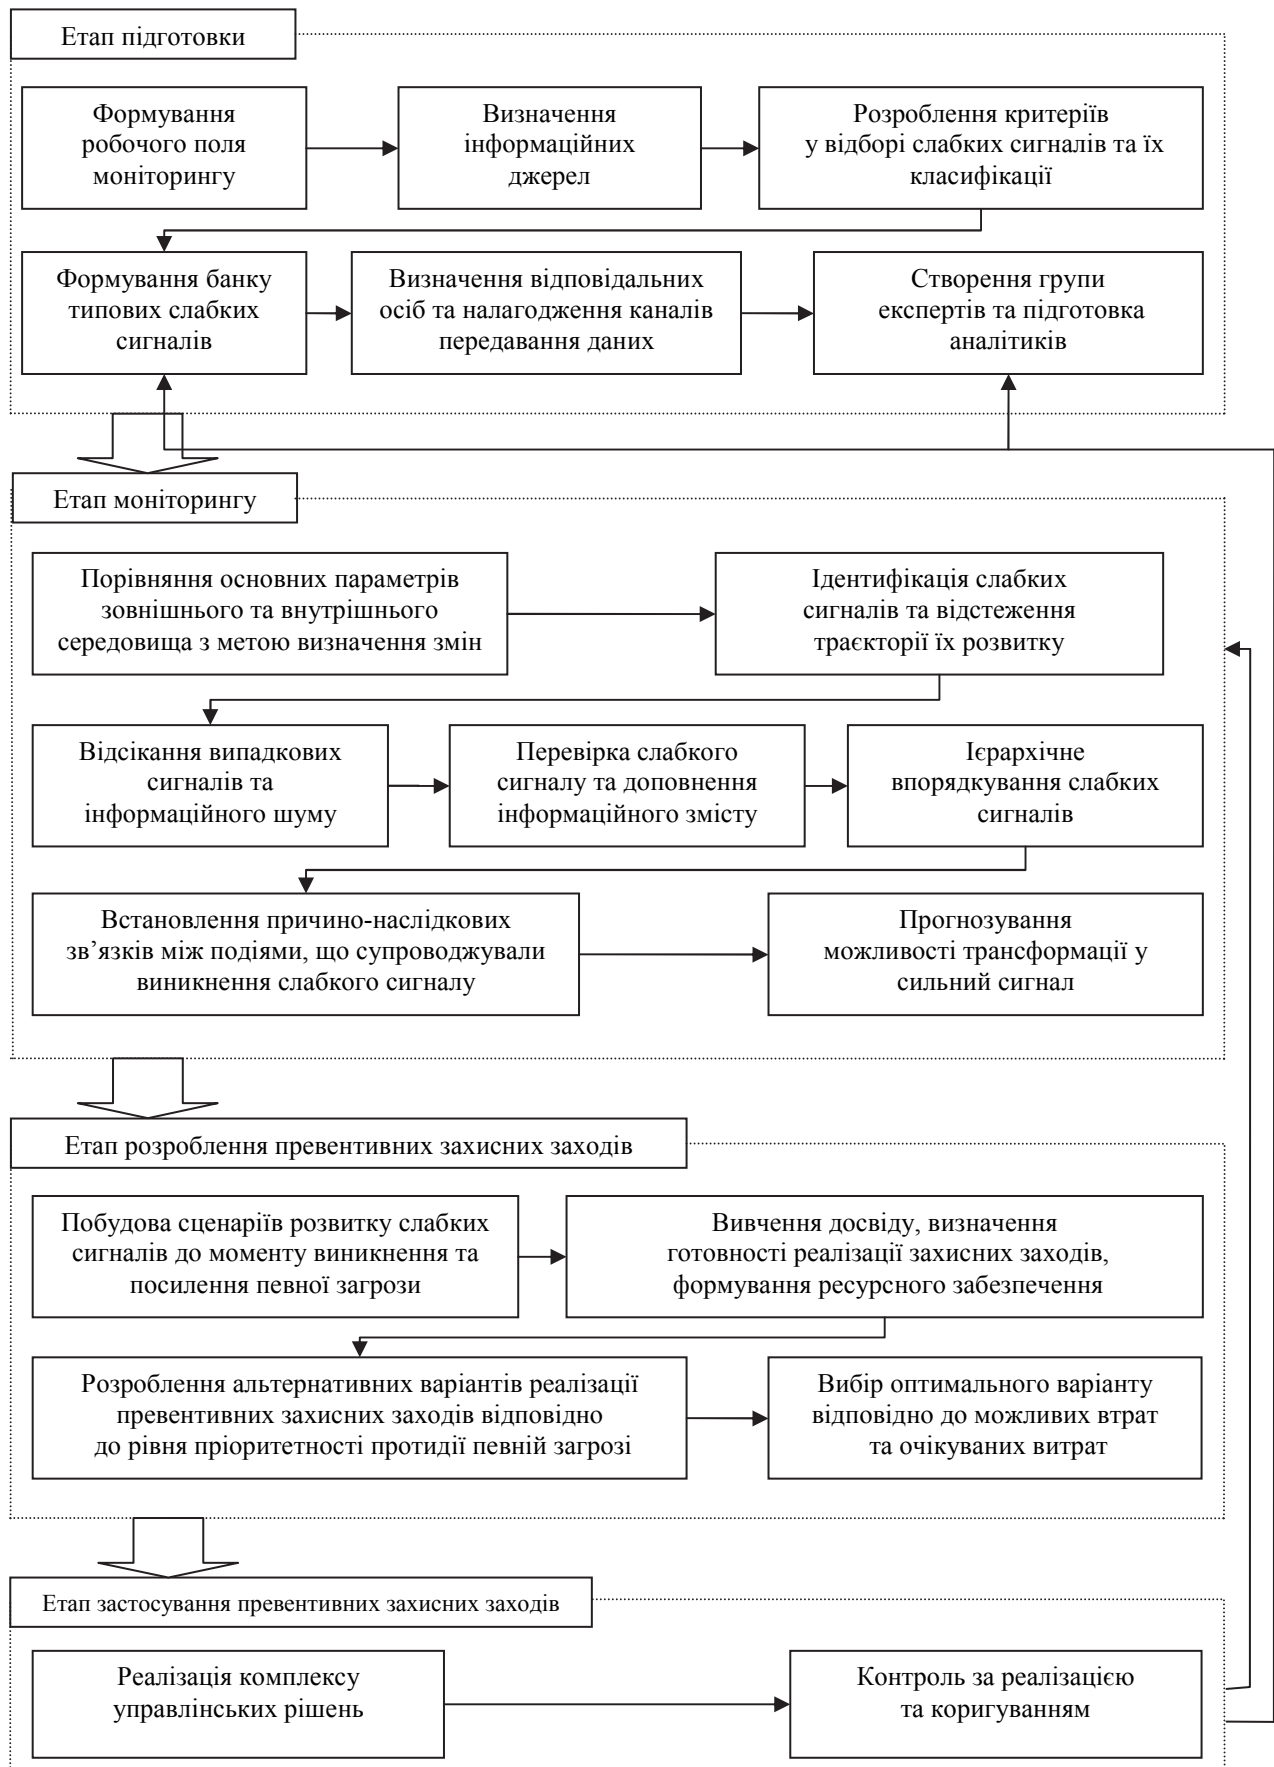 Етап підготовки
Формування
робочого поля
моніторингу
Визначення
інформаційних
джерел
Розроблення критеріїв
у відборі слабких сигналів та їх
класифікації
Формування банку
типових слабких
сигналів
Визначення відповідальних
осіб та налагодження каналів
передавання даних
Створення групи
експертів та підготовка
аналітиків
Етап моніторингу
Порівняння основних параметрів
зовнішнього та внутрішнього
середовища з метою визначення змін
Ідентифікація слабких
сигналів та відстеження
траєкторії їх розвитку
Відсікання випадкових
сигналів та
інформаційного шуму
Перевірка слабкого
сигналу та доповнення
інформаційного змісту
Ієрархічне
впорядкування слабких
сигналів
Встановлення причино-наслідкових
зв’язків між подіями, що супроводжували
виникнення слабкого сигналу
Прогнозування
можливості трансформації у
сильний сигнал
Етап розроблення превентивних захисних заходів
Побудова сценаріїв розвитку слабких
сигналів до моменту виникнення та
посилення певної загрози
Вивчення досвіду, визначення
готовності реалізації захисних заходів,
формування ресурсного забезпечення
Розроблення альтернативних варіантів реалізації
превентивних захисних заходів відповідно
до рівня пріоритетності протидії певній загрозі
Вибір оптимального варіанту
відповідно до можливих втрат
та очікуваних витрат
Етап застосування превентивних захисних заходів
Реалізація комплексу
управлінських рішень
Контроль за реалізацією
та коригуванням